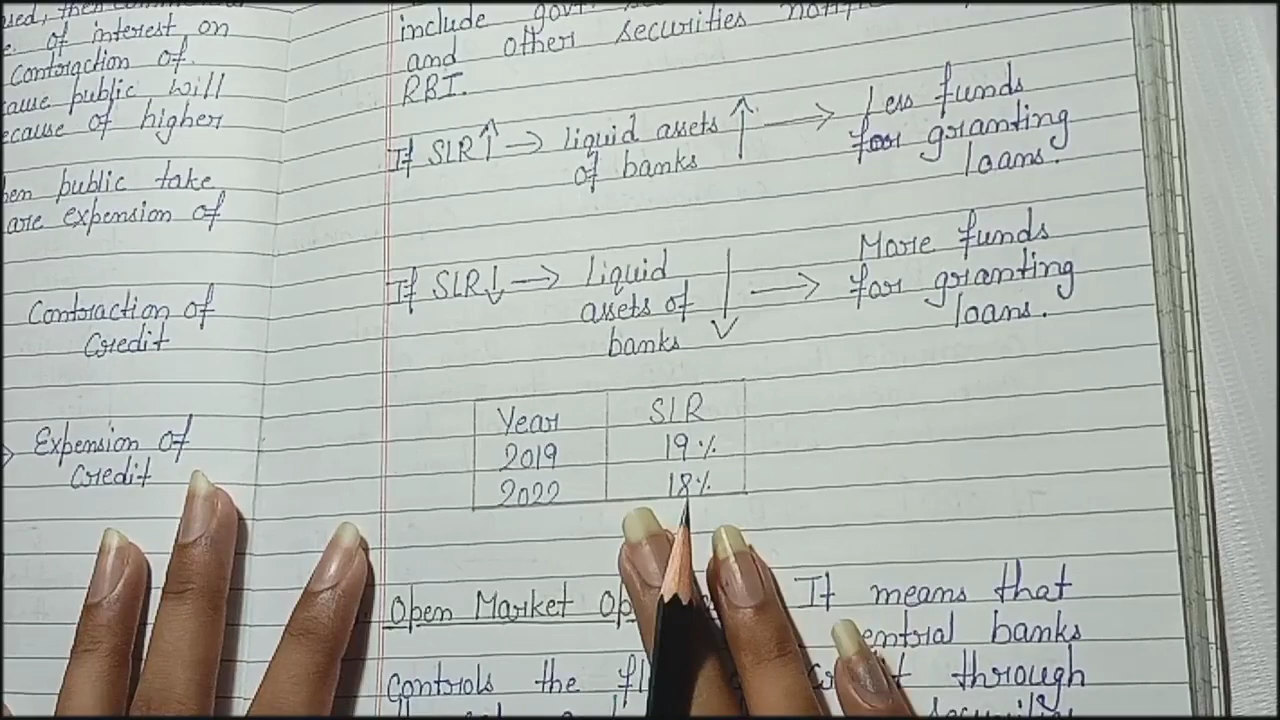 of interest on
Contraction of
public will
ecause of higher
public take
are expension of
Contraction of
Credit
Expension of
Credit
include govt.
and other securities
RBI.
If SLR↑ → liquid assets ↑ → Less funds
of banks for granting
loans.
If SLR↓ → liquid ↓ → More funds
assets of for granting
banks loans.
Year SLR
2019 19%
2022 18%
Open Market It means that
banks
controls the through